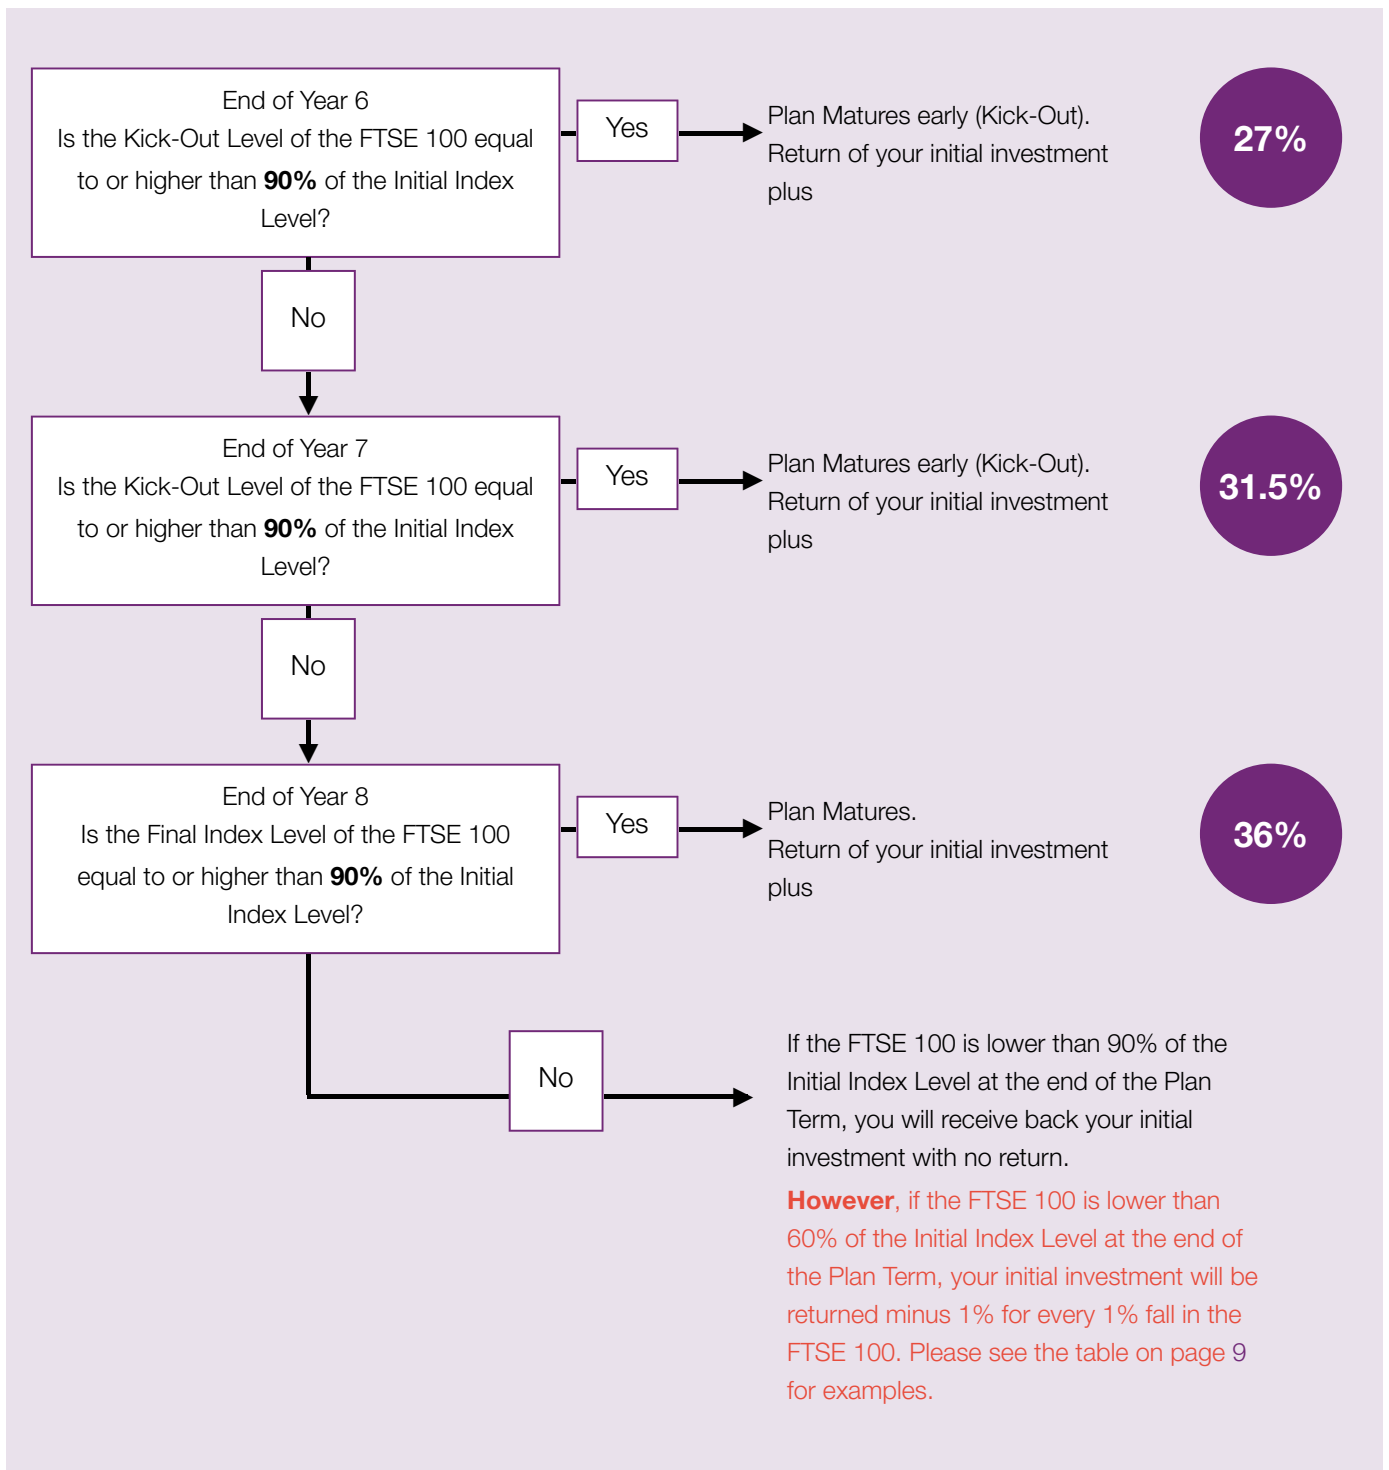 End of Year 6
Is the Kick-Out Level of the FTSE 100 equal
to or higher than 90% of the Initial Index
Level?
Yes
Plan Matures early (Kick-Out).
Return of your initial investment
plus
27%
No
End of Year 7
Is the Kick-Out Level of the FTSE 100 equal
to or higher than 90% of the Initial Index
Level?
Yes
Plan Matures early (Kick-Out).
Return of your initial investment
plus
31.5%
No
End of Year 8
Is the Final Index Level of the FTSE 100
equal to or higher than 90% of the Initial
Index Level?
Yes
Plan Matures.
Return of your initial investment
plus
36%
No
If the FTSE 100 is lower than 90% of the
Initial Index Level at the end of the Plan
Term, you will receive back your initial
investment with no return.
However, if the FTSE 100 is lower than
60% of the Initial Index Level at the end of
the Plan Term, your initial investment will be
returned minus 1% for every 1% fall in the
FTSE 100. Please see the table on page 9
for examples.